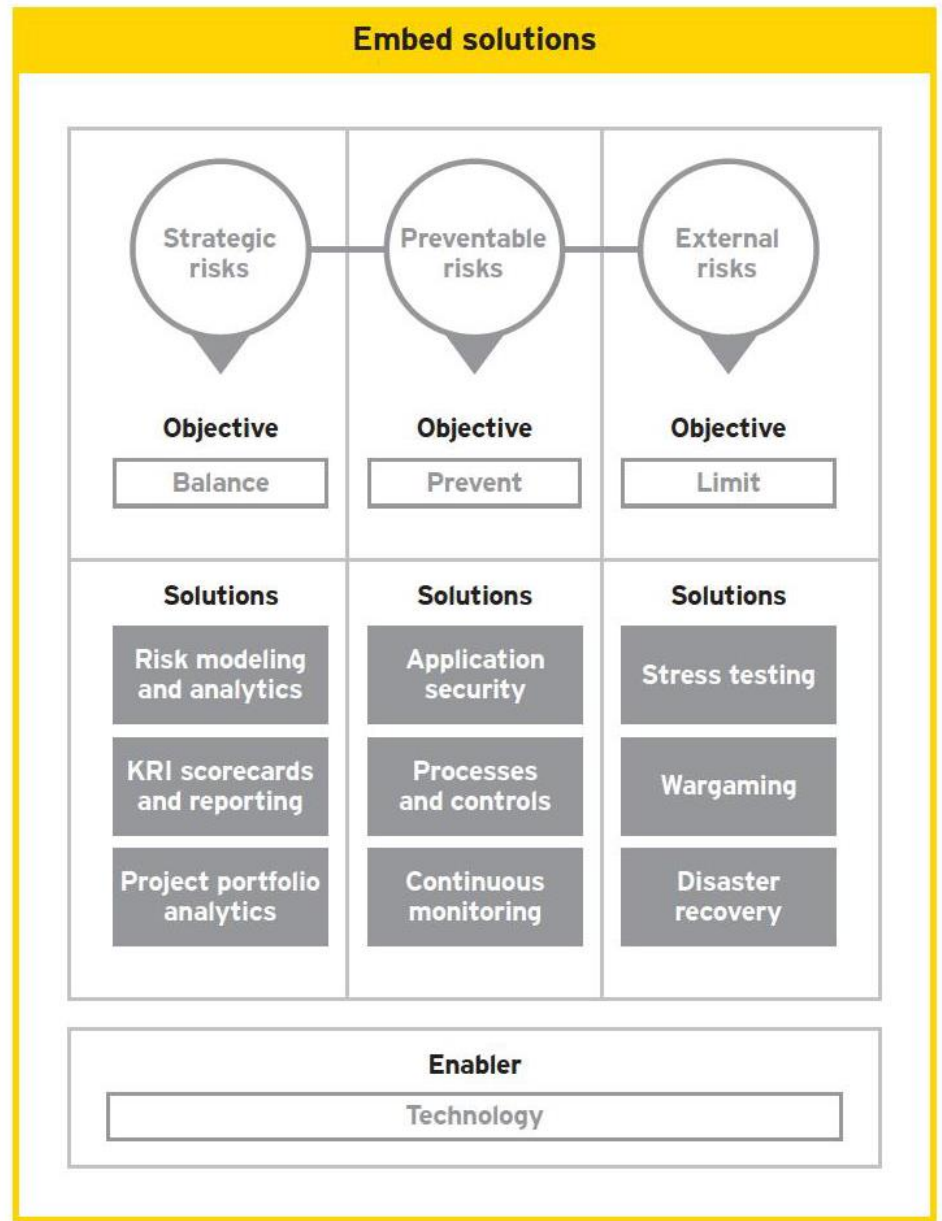 Embed solutions
Strategic
risks
Preventable
risks
External
risks
Objective
Balance
Objective
Prevent
Objective
Limit
Solutions
Risk modeling
and analytics
KRI scorecards
and reporting
Project portfolio
analytics
Solutions
Application
security
Processes
and controls
Continuous
monitoring
Solutions
Stress testing
Wargaming
Disaster
recovery
Enabler
Technology